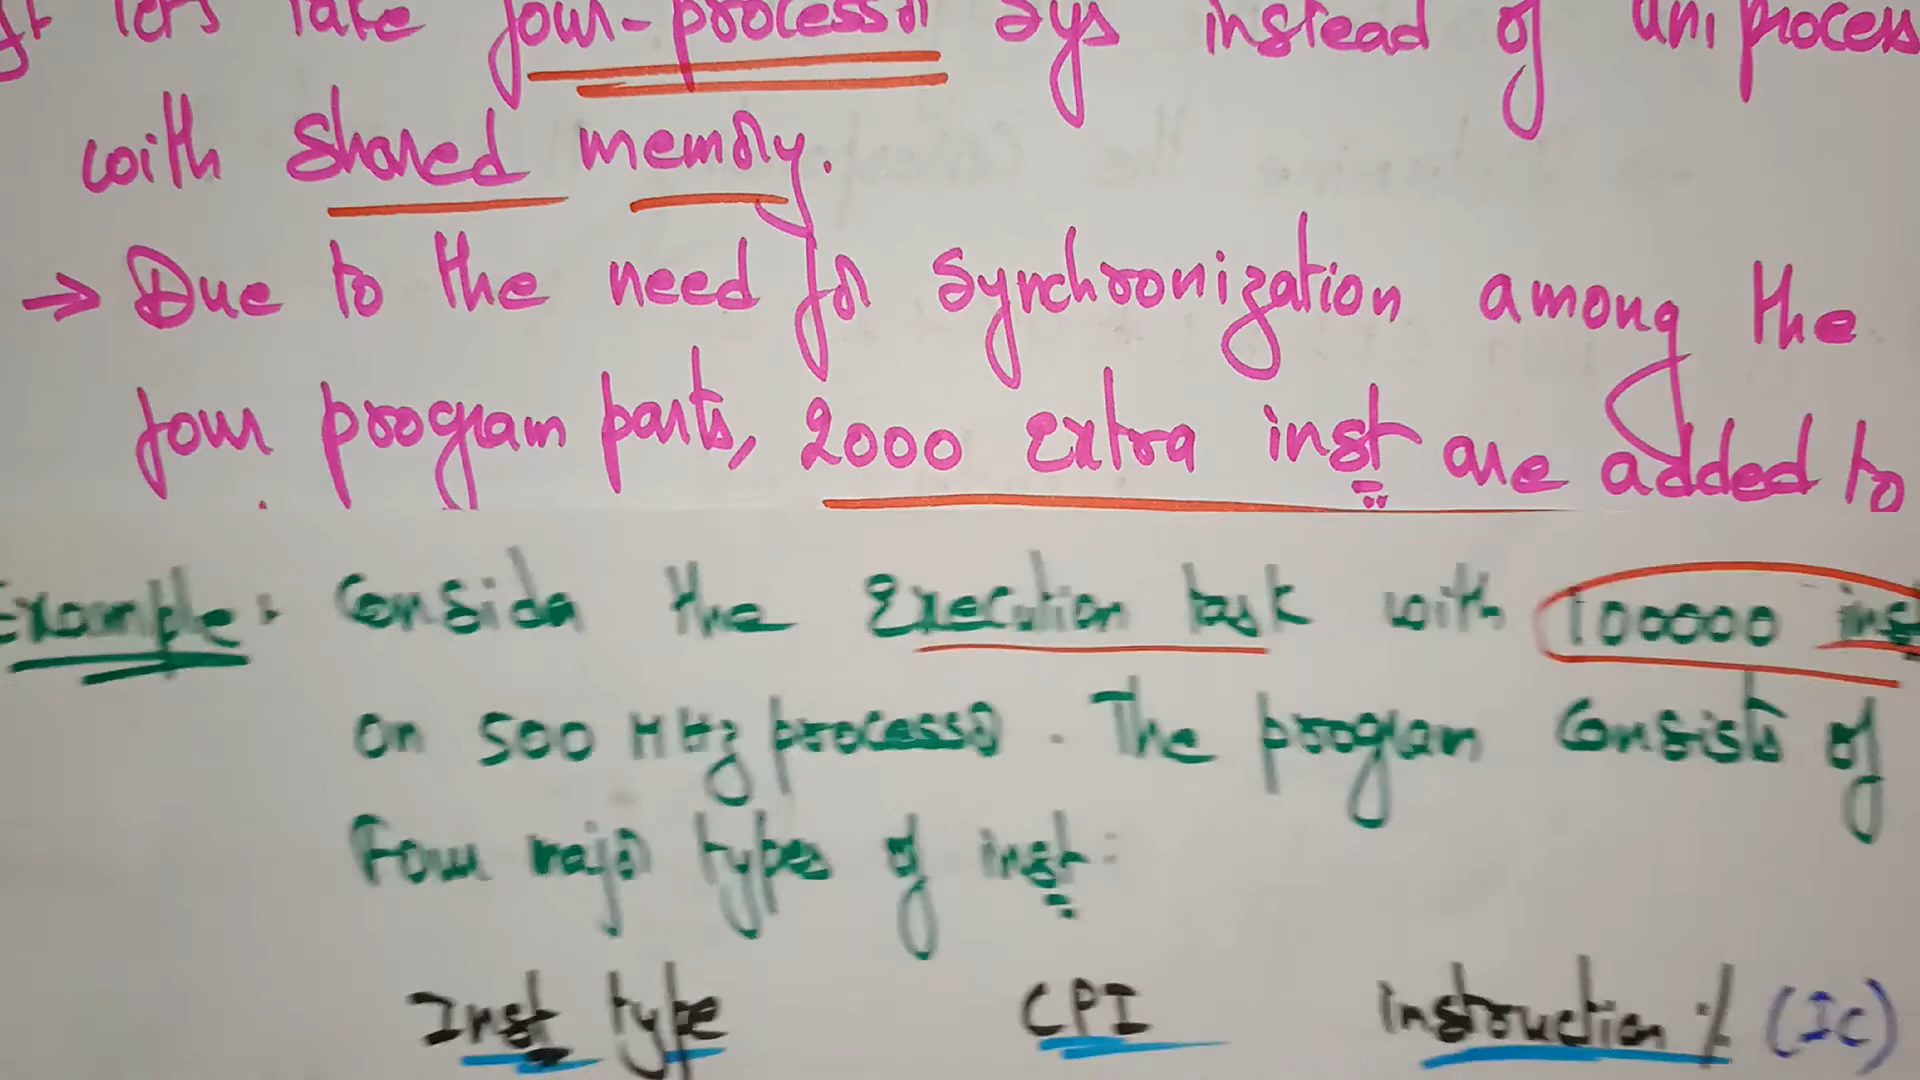 lets take four-processor sys instead of uniprocess
with shared memory.
→ Due to the need for synchronization among the
four program parts, 2000 extra inst are added to
Example: Consider the Execution task with 100000 inst
on 500 MHz processor. The program consists of
Four major types of inst:
Inst type CPI instruction % (IC)